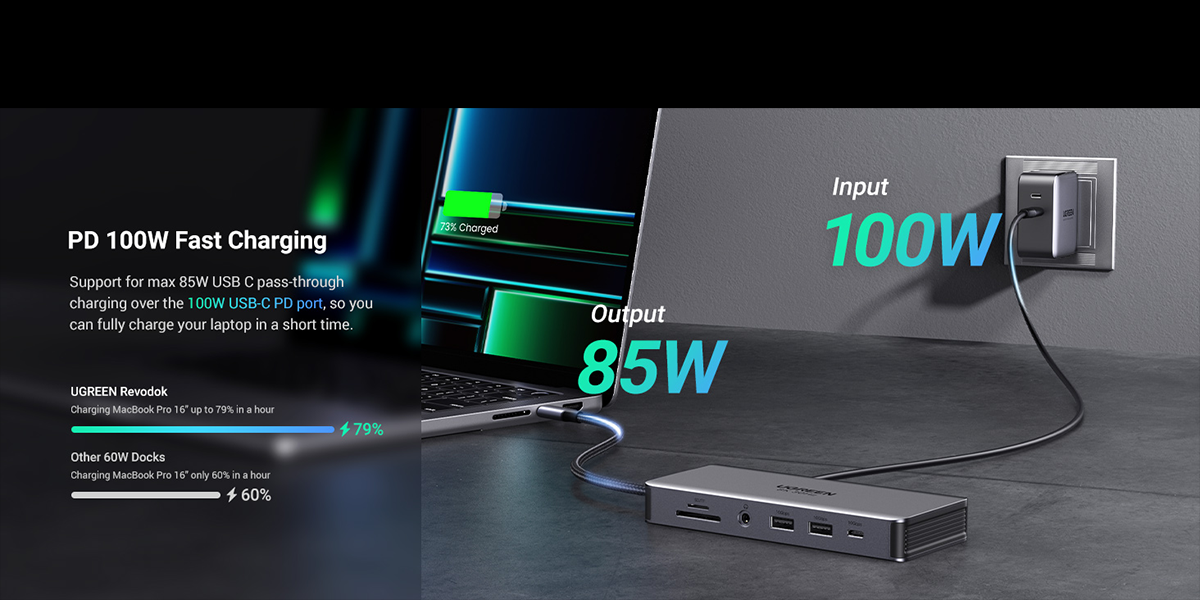 PD 100W Fast Charging
Support for max 85W USB C pass-through
charging over the 100W USB-C PD port, so you
can fully charge your laptop in a short time.
UGREEN Revodok
Charging MacBook Pro 16" up to 79% in a hour
79%
Other 60W Docks
Charging MacBook Pro 16" only 60% in a hour
60%
73% Charged
Output
85W
Input
100W
UGREEN
UGREEN